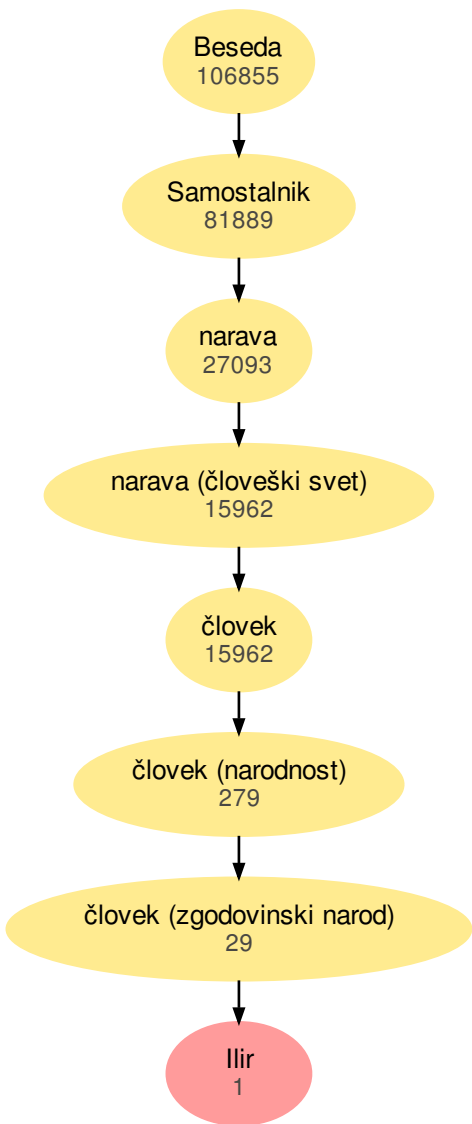 Beseda
106855
Samostalnik
81889
narava
27093
narava (človeški svet)
15962
človek
15962
človek (narodnost)
279
človek (zgodovinski narod)
29
Ilir
1